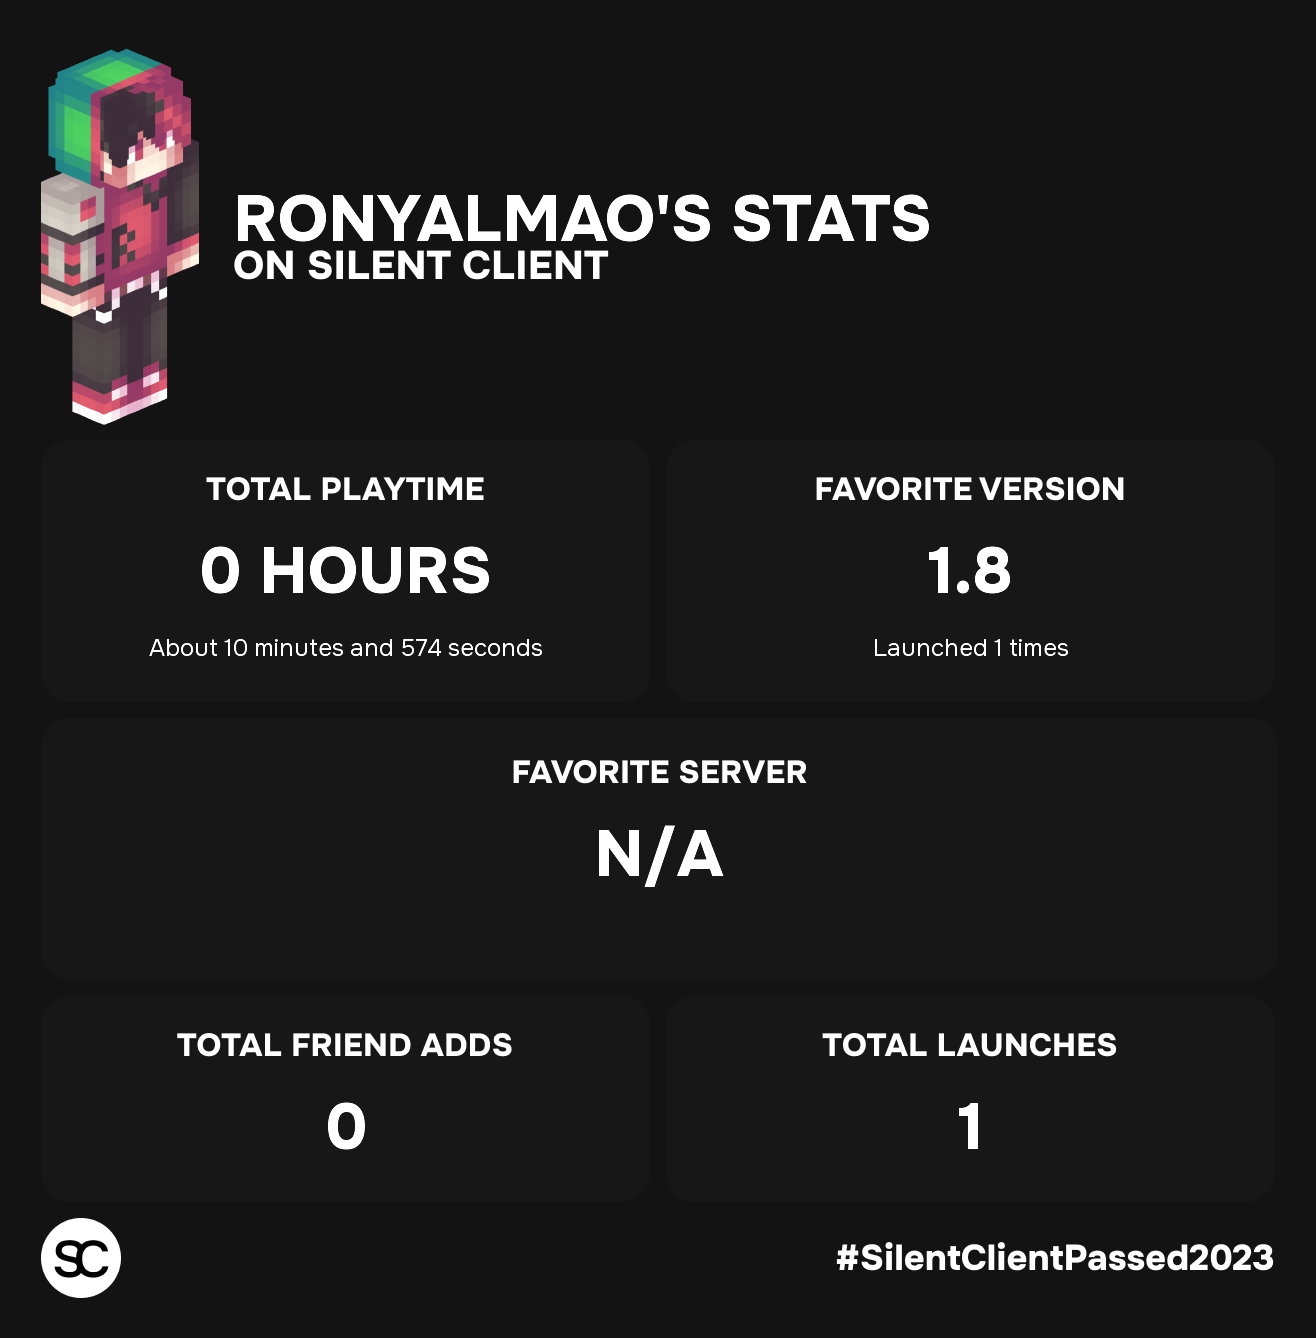 RONYALMAO'S STATS
ON SILENT CLIENT
TOTAL PLAYTIME
0 HOURS
About 10 minutes and 574 seconds
FAVORITE VERSION
1.8
Launched 1 times
FAVORITE SERVER
N/A
TOTAL FRIEND ADDS
0
TOTAL LAUNCHES
1
SC
#SilentClientPassed2023